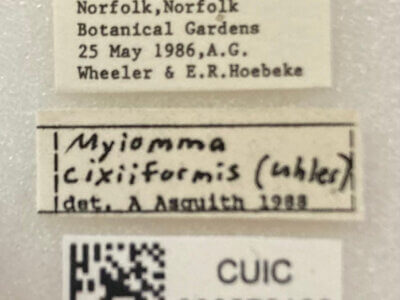 Norfolk,Norfolk
Botanical Gardens
25 May 1986,A.G.
Wheeler & E.R.Hoebeke
Myiomma
cixiiformis (Uhler)
det. A Asquith 1988
CUIC